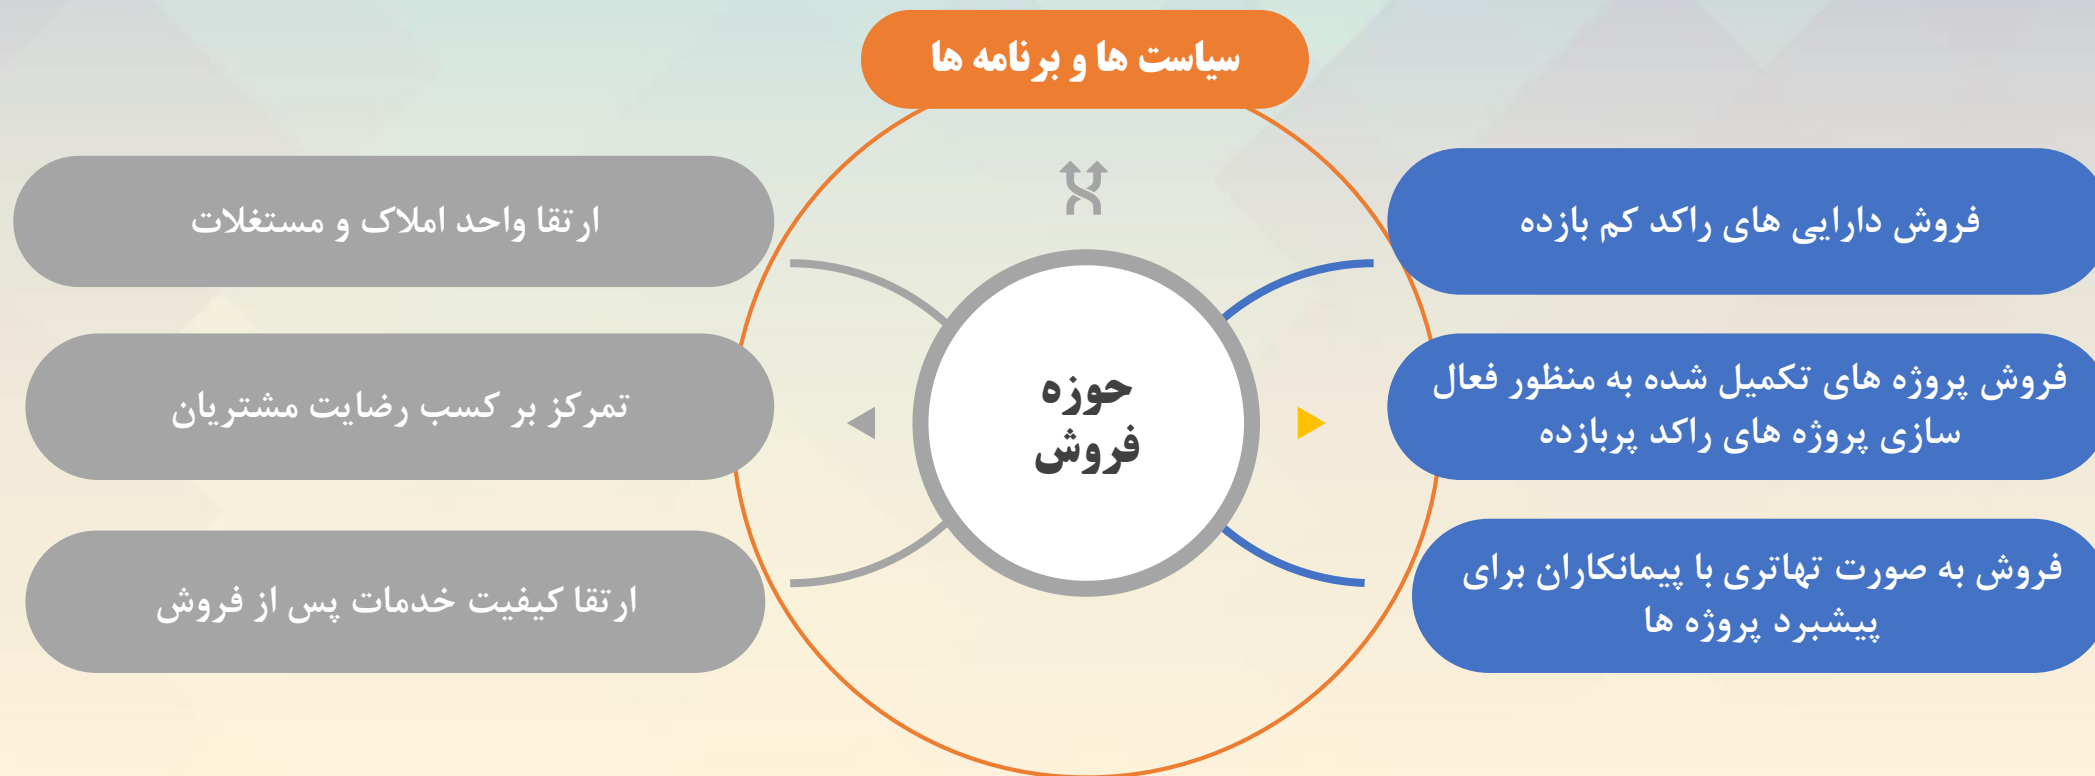 سیاست ها و برنامه ها
فروش دارایی های راکد کم بازده
فروش پروژه های تکمیل شده به منظور فعال
سازی پروژه های راکد پربازده
فروش به صورت تهاتری با پیمانکاران برای
پیشبرد پروژه ها
حوزه
فروش
ارتقا واحد املاک و مستغلات
تمرکز بر کسب رضایت مشتریان
ارتقا کیفیت خدمات پس از فروش